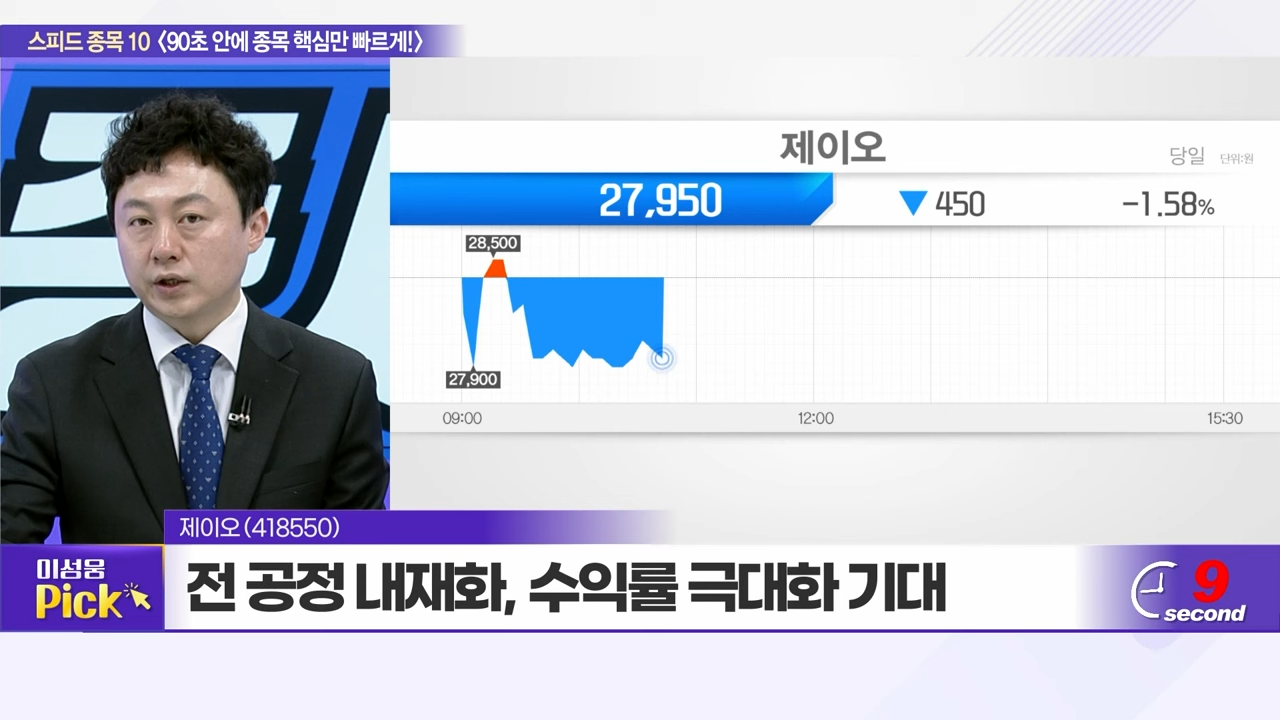 스피드 종목 10 〈90초 안에 종목 핵심만 빠르게!〉
제이오
당일 단위:원
27,950 ▼450 -1.58%
28,500
27,900
09:00 12:00 15:30
제이오(418550)
미성웅
Pick
전 공정 내재화, 수익률 극대화 기대
9
second